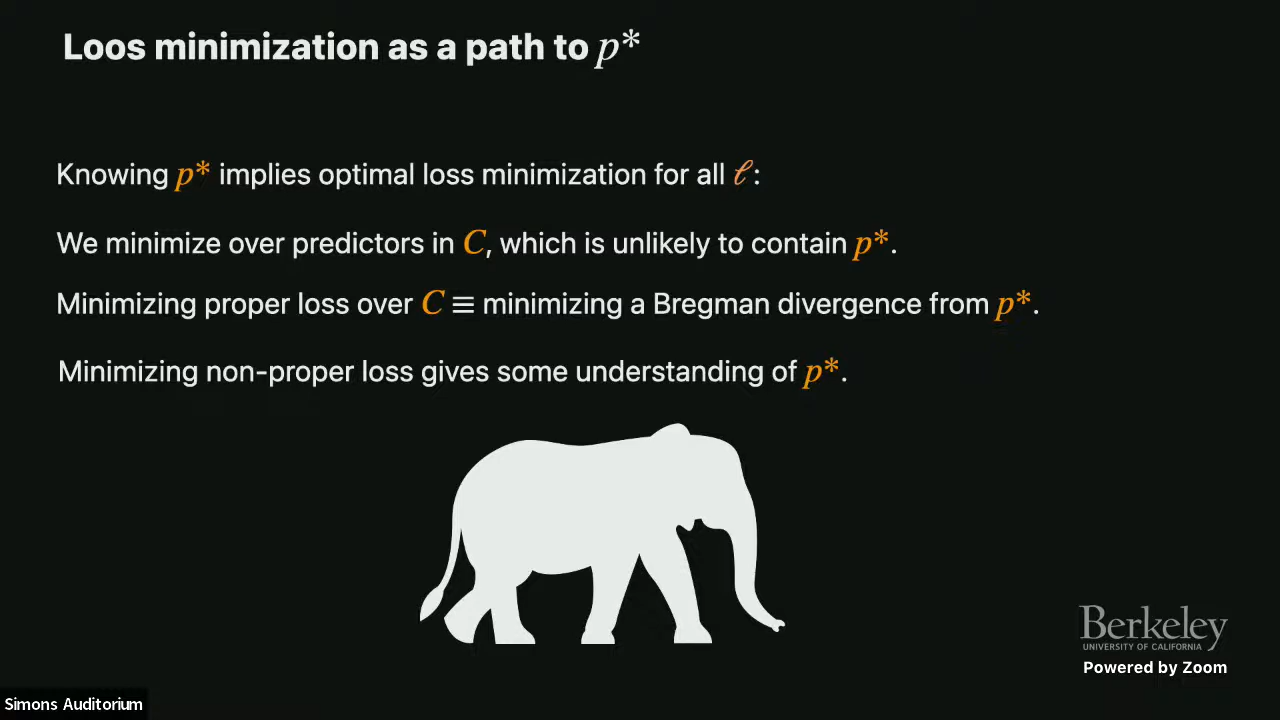 Loos minimization as a path to p*
Knowing p* implies optimal loss minimization for all ℓ:
We minimize over predictors in C, which is unlikely to contain p*.
Minimizing proper loss over C ≡ minimizing a Bregman divergence from p*.
Minimizing non-proper loss gives some understanding of p*.
Berkeley
UNIVERSITY OF CALIFORNIA
Powered by Zoom
Simons Auditorium